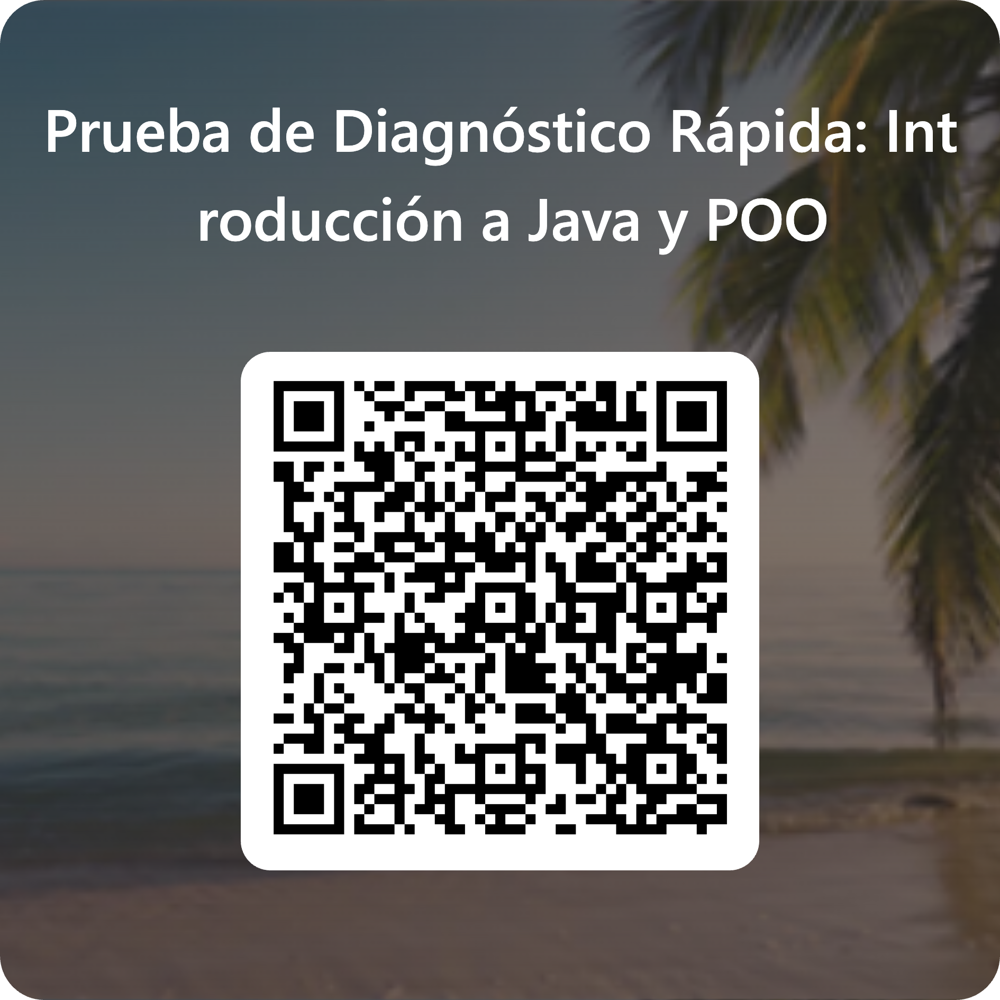 Prueba de Diagnóstico Rápida: Int
roducción a Java y POO